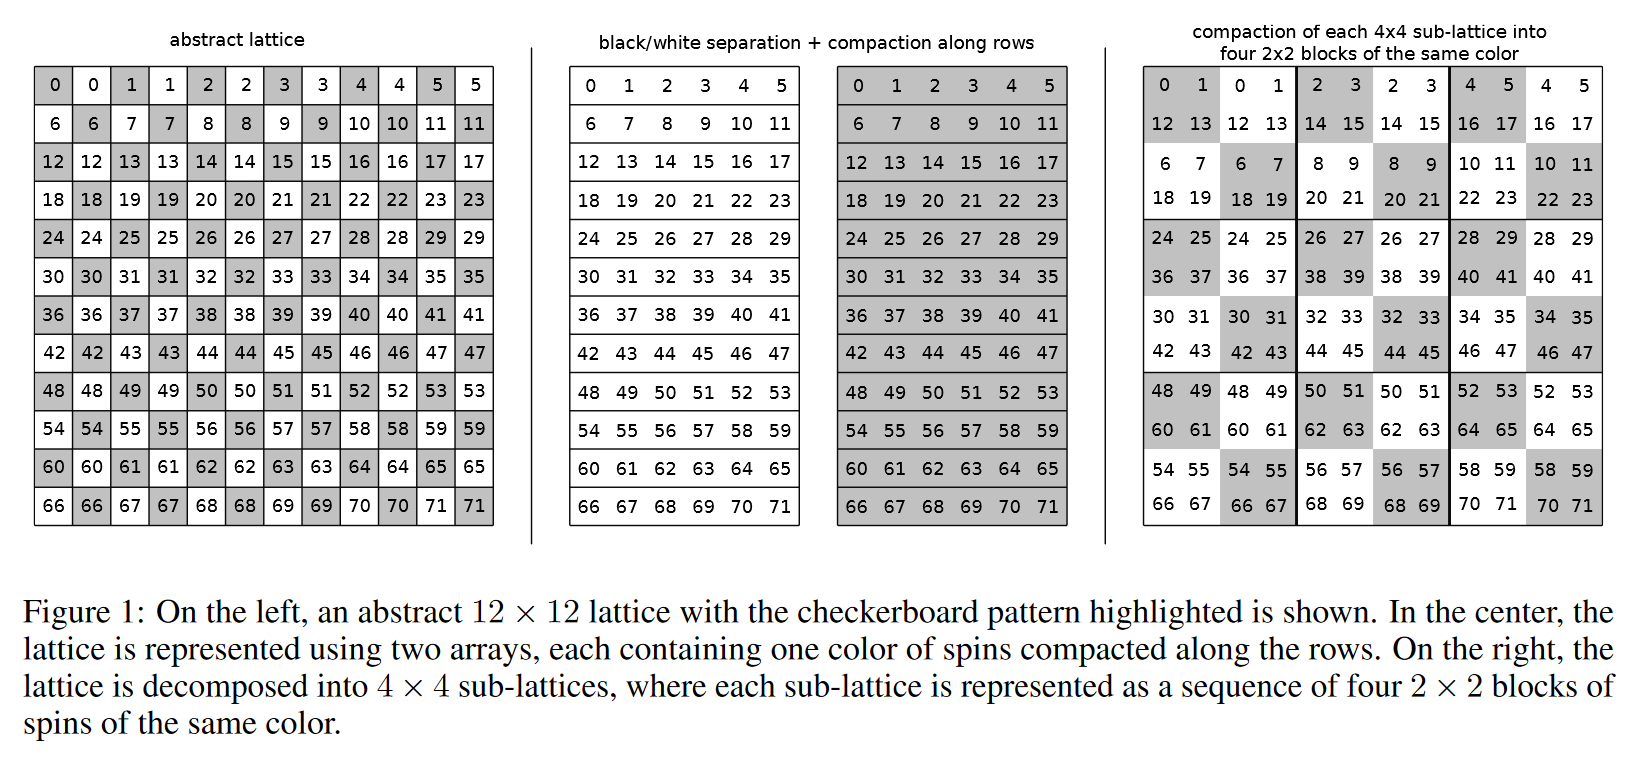 abstract lattice
0 0 1 1 2 2 3 3 4 4 5 5
6 6 7 7 8 8 9 9 10 10 11 11
12 12 13 13 14 14 15 15 16 16 17 17
18 18 19 19 20 20 21 21 22 22 23 23
24 24 25 25 26 26 27 27 28 28 29 29
30 30 31 31 32 32 33 33 34 34 35 35
36 36 37 37 38 38 39 39 40 40 41 41
42 42 43 43 44 44 45 45 46 46 47 47
48 48 49 49 50 50 51 51 52 52 53 53
54 54 55 55 56 56 57 57 58 58 59 59
60 60 61 61 62 62 63 63 64 64 65 65
66 66 67 67 68 68 69 69 70 70 71 71
black/white separation + compaction along rows
0 1 2 3 4 5
6 7 8 9 10 11
12 13 14 15 16 17
18 19 20 21 22 23
24 25 26 27 28 29
30 31 32 33 34 35
36 37 38 39 40 41
42 43 44 45 46 47
48 49 50 51 52 53
54 55 56 57 58 59
60 61 62 63 64 65
66 67 68 69 70 71
0 1 2 3 4 5
6 7 8 9 10 11
12 13 14 15 16 17
18 19 20 21 22 23
24 25 26 27 28 29
30 31 32 33 34 35
36 37 38 39 40 41
42 43 44 45 46 47
48 49 50 51 52 53
54 55 56 57 58 59
60 61 62 63 64 65
66 67 68 69 70 71
compaction of each 4x4 sub-lattice into
four 2x2 blocks of the same color
0 1 0 1 2 3 2 3 4 5 4 5
12 13 12 13 14 15 14 15 16 17 16 17
6 7 6 7 8 9 8 9 10 11 10 11
18 19 18 19 20 21 20 21 22 23 22 23
24 25 24 25 26 27 26 27 28 29 28 29
36 37 36 37 38 39 38 39 40 41 40 41
30 31 30 31 32 33 32 33 34 35 34 35
42 43 42 43 44 45 44 45 46 47 46 47
48 49 48 49 50 51 50 51 52 53 52 53
60 61 60 61 62 63 62 63 64 65 64 65
54 55 54 55 56 57 56 57 58 59 58 59
66 67 66 67 68 69 68 69 70 71 70 71
Figure 1: On the left, an abstract 12 × 12 lattice with the checkerboard pattern highlighted is shown. In the center, the
lattice is represented using two arrays, each containing one color of spins compacted along the rows. On the right, the
lattice is decomposed into 4 × 4 sub-lattices, where each sub-lattice is represented as a sequence of four 2 × 2 blocks of
spins of the same color.